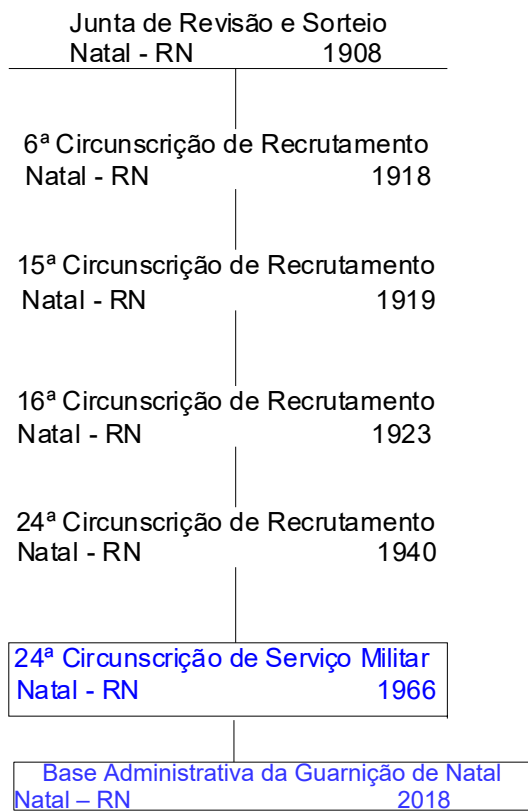 Junta de Revisão e Sorteio
Natal - RN 1908
6ª Circunscrição de Recrutamento
Natal - RN 1918
15ª Circunscrição de Recrutamento
Natal - RN 1919
16ª Circunscrição de Recrutamento
Natal - RN 1923
24ª Circunscrição de Recrutamento
Natal - RN 1940
24ª Circunscrição de Serviço Militar
Natal - RN 1966
Base Administrativa da Guarnição de Natal
Natal – RN 2018